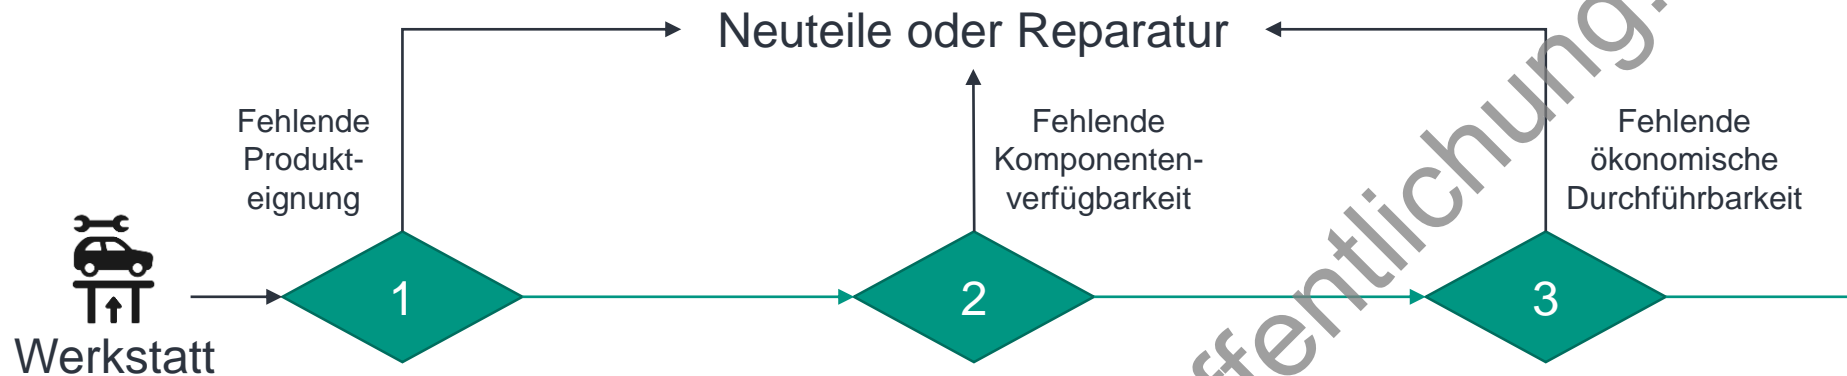 Neuteile oder Reparatur
Fehlende
Produkt-
eignung
Fehlende
Komponenten-
verfügbarkeit
Fehlende
ökonomische
Durchführbarkeit
1
2
3
Werkstatt